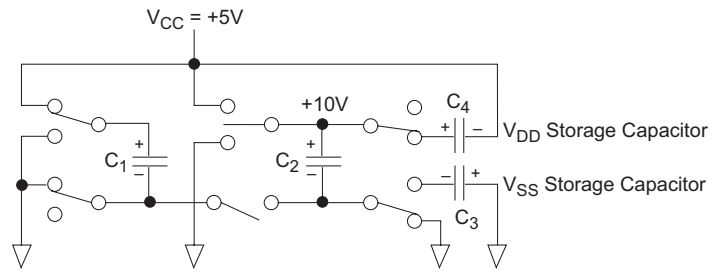 V_CC = +5V
+10V
C_4
+ − V_DD Storage Capacitor
+
C_1
−
+
C_2
−
− + V_SS Storage Capacitor
C_3